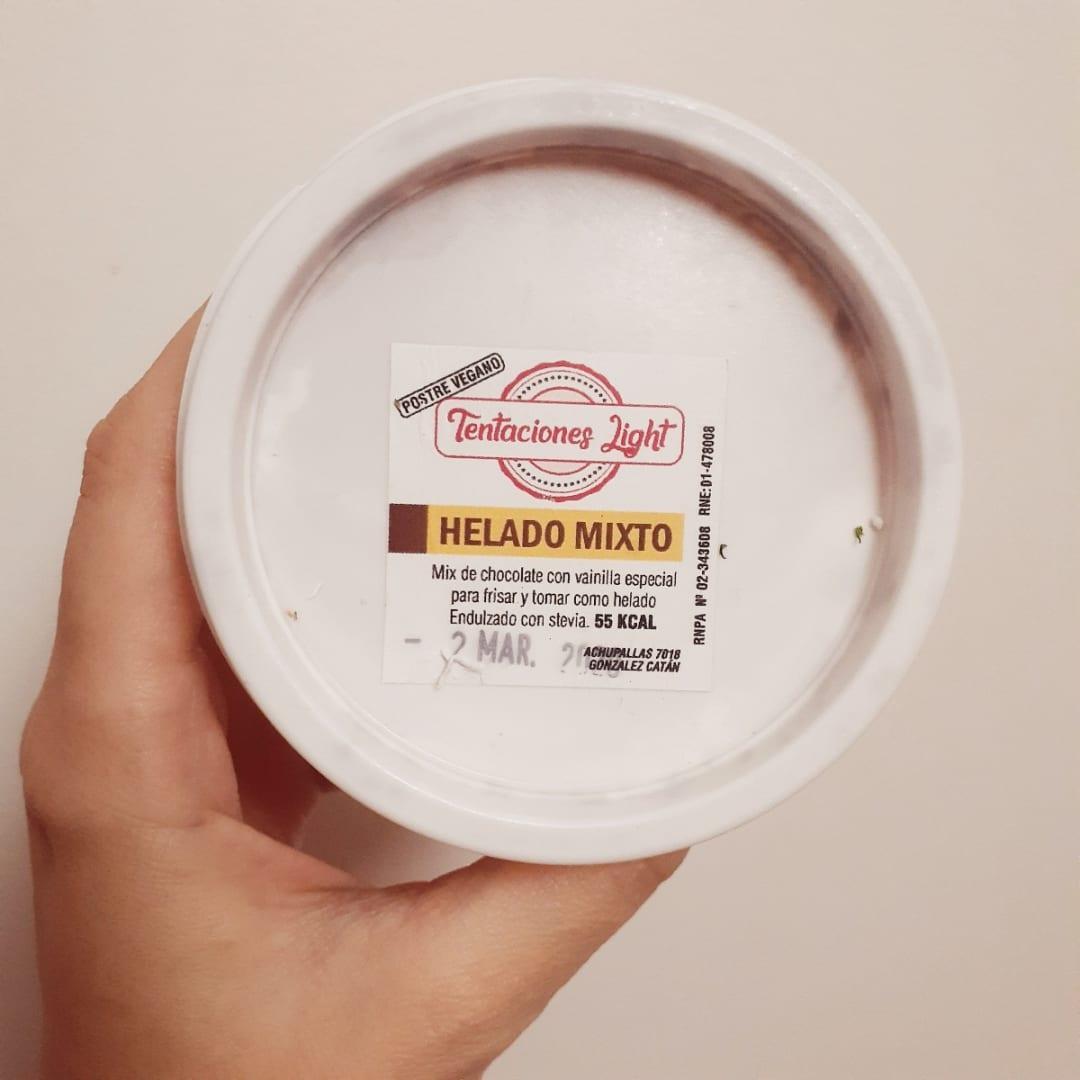 POSTRE VEGANO
Tentaciones Light
HELADO MIXTO
Mix de chocolate con vainilla especial
para frisar y tomar como helado
Endulzado con stevia. 55 KCAL
- 2 MAR.
ACHUPALLAS 7018
GONZALEZ CATÁN
RNPA Nº 02-343608 RNE:01-478008